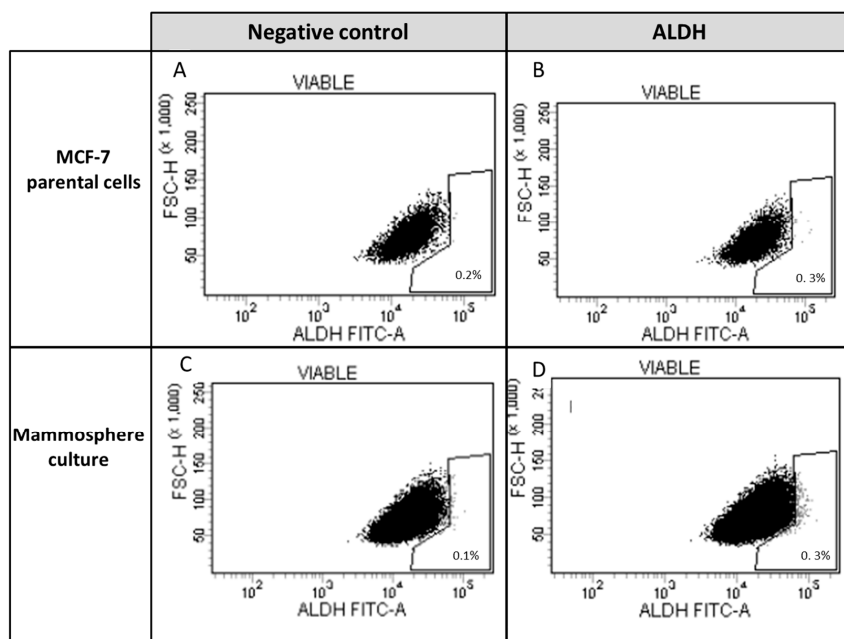 Negative control
ALDH
MCF-7
parental cells
A
VIABLE
FSC-H (x 1,000)
250
200
150
100
50
0.2%
10² 10³ 10⁴ 10⁵
ALDH FITC-A
B
VIABLE
FSC-H (x 1,000)
250
200
150
100
50
0. 3%
10² 10³ 10⁴ 10⁵
ALDH FITC-A
Mammosphere
culture
C
VIABLE
FSC-H (x 1,000)
250
200
150
100
50
0.1%
10² 10³ 10⁴ 10⁵
ALDH FITC-A
D
VIABLE
FSC-H (x 1,000)
200
150
100
50
0. 3%
10² 10³ 10⁴ 10⁵
ALDH FITC-A